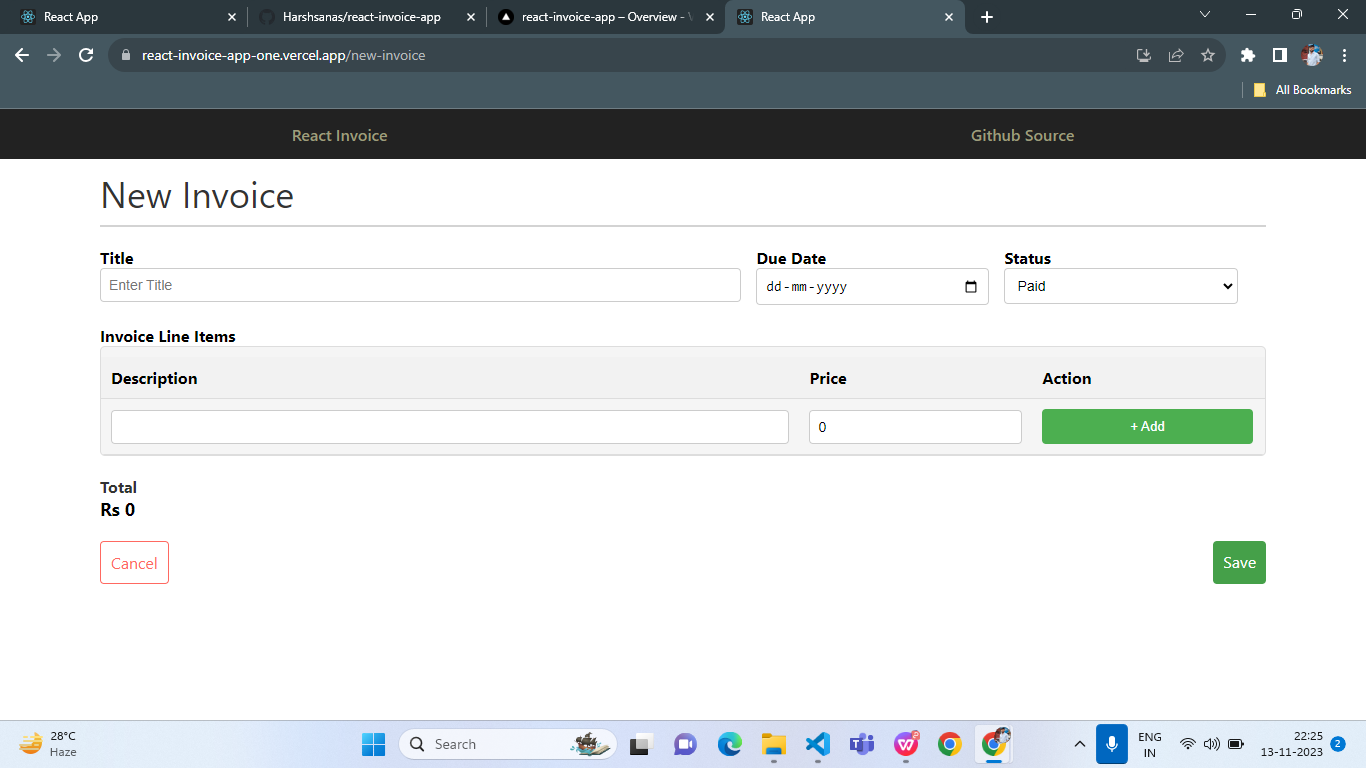 React App
Harshsanas/react-invoice-app
react-invoice-app – Overview -
React App
react-invoice-app-one.vercel.app/new-invoice
All Bookmarks
React Invoice
Github Source
New Invoice
Title
Due Date
Status
Enter Title
dd-mm-yyyy
Paid
Invoice Line Items
Description
Price
Action
0
+ Add
Total
Rs 0
Cancel
Save
28°C
Haze
Search
ENG
IN
22:25
13-11-2023
2